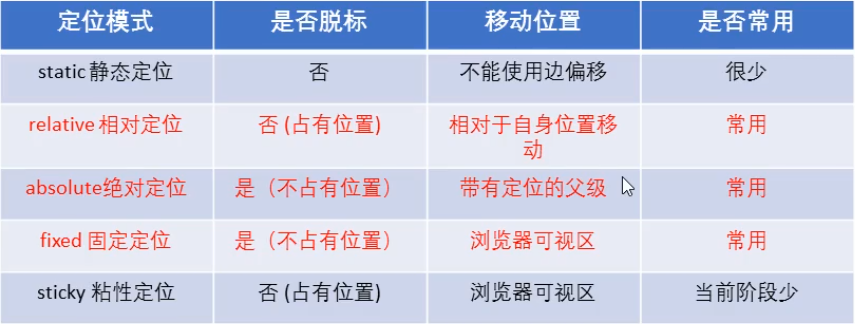 定位模式 是否脱标 移动位置 是否常用
static 静态定位 否 不能使用边偏移 很少
relative 相对定位 否 (占有位置) 相对于自身位置移
动 常用
absolute绝对定位 是（不占有位置） 带有定位的父级 常用
fixed 固定定位 是（不占有位置） 浏览器可视区 常用
sticky 粘性定位 否 (占有位置) 浏览器可视区 当前阶段少